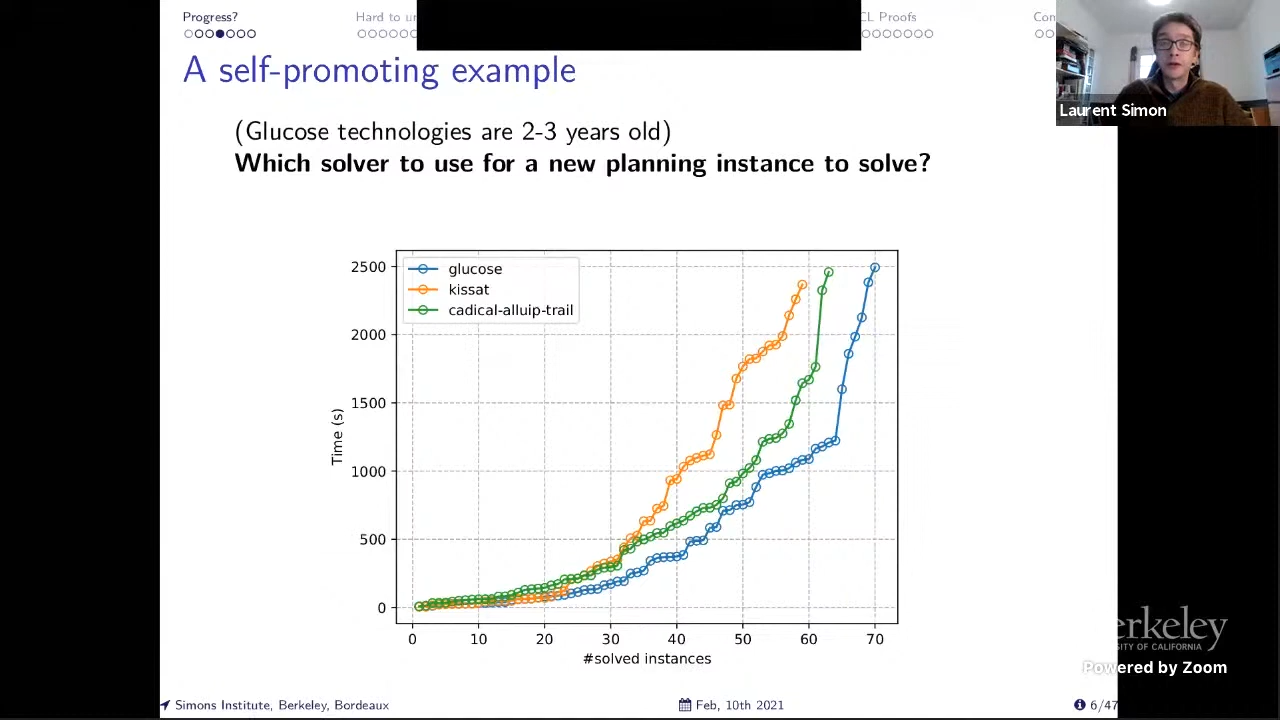 Progress?
Hard to
CL Proofs
A self-promoting example
Laurent Simon
(Glucose technologies are 2-3 years old)
Which solver to use for a new planning instance to solve?
glucose
kissat
cadical-alluip-trail
2500
2000
1500
1000
500
0
Time (s)
0 10 20 30 40 50 60 70
#solved instances
erkeley
SITY OF CALIFORNIA
Powered by Zoom
Simons Institute, Berkeley, Bordeaux
Feb, 10th 2021
6/47